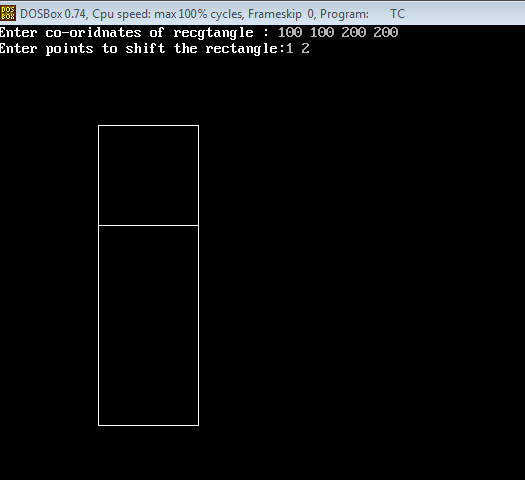 DOS
BOX
DOSBox 0.74, Cpu speed: max 100% cycles, Frameskip 0, Program: TC
Enter co-oridnates of recgtangle : 100 100 200 200
Enter points to shift the rectangle:1 2